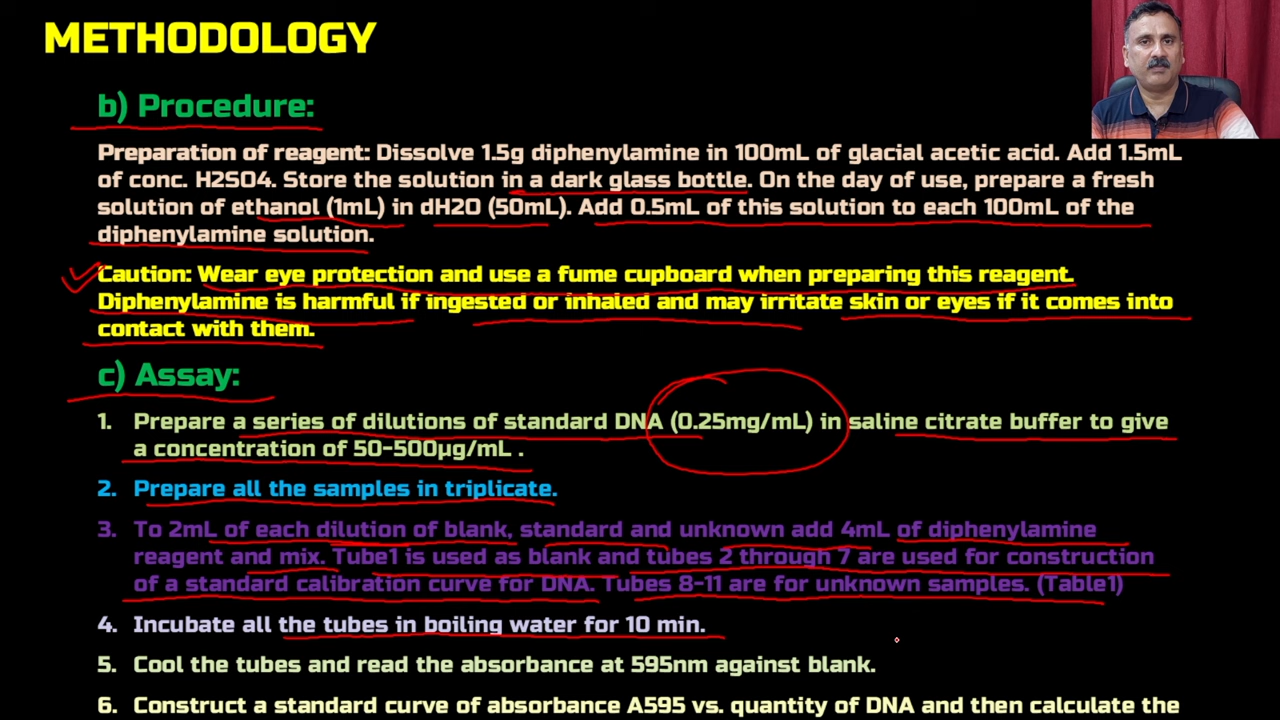 METHODOLOGY
b) Procedure:
Preparation of reagent: Dissolve 1.5g diphenylamine in 100mL of glacial acetic acid. Add 1.5mL
of conc. H2SO4. Store the solution in a dark glass bottle. On the day of use, prepare a fresh
solution of ethanol (1mL) in dH2O (50mL). Add 0.5mL of this solution to each 100mL of the
diphenylamine solution.
Caution: Wear eye protection and use a fume cupboard when preparing this reagent.
Diphenylamine is harmful if ingested or inhaled and may irritate skin or eyes if it comes into
contact with them.
c) Assay:
1. Prepare a series of dilutions of standard DNA (0.25mg/mL) in saline citrate buffer to give
a concentration of 50-500µg/mL .
2. Prepare all the samples in triplicate.
3. To 2mL of each dilution of blank, standard and unknown add 4mL of diphenylamine
reagent and mix. Tube1 is used as blank and tubes 2 through 7 are used for construction
of a standard calibration curve for DNA. Tubes 8-11 are for unknown samples. (Table1)
4. Incubate all the tubes in boiling water for 10 min.
5. Cool the tubes and read the absorbance at 595nm against blank.
6. Construct a standard curve of absorbance A595 vs. quantity of DNA and then calculate the